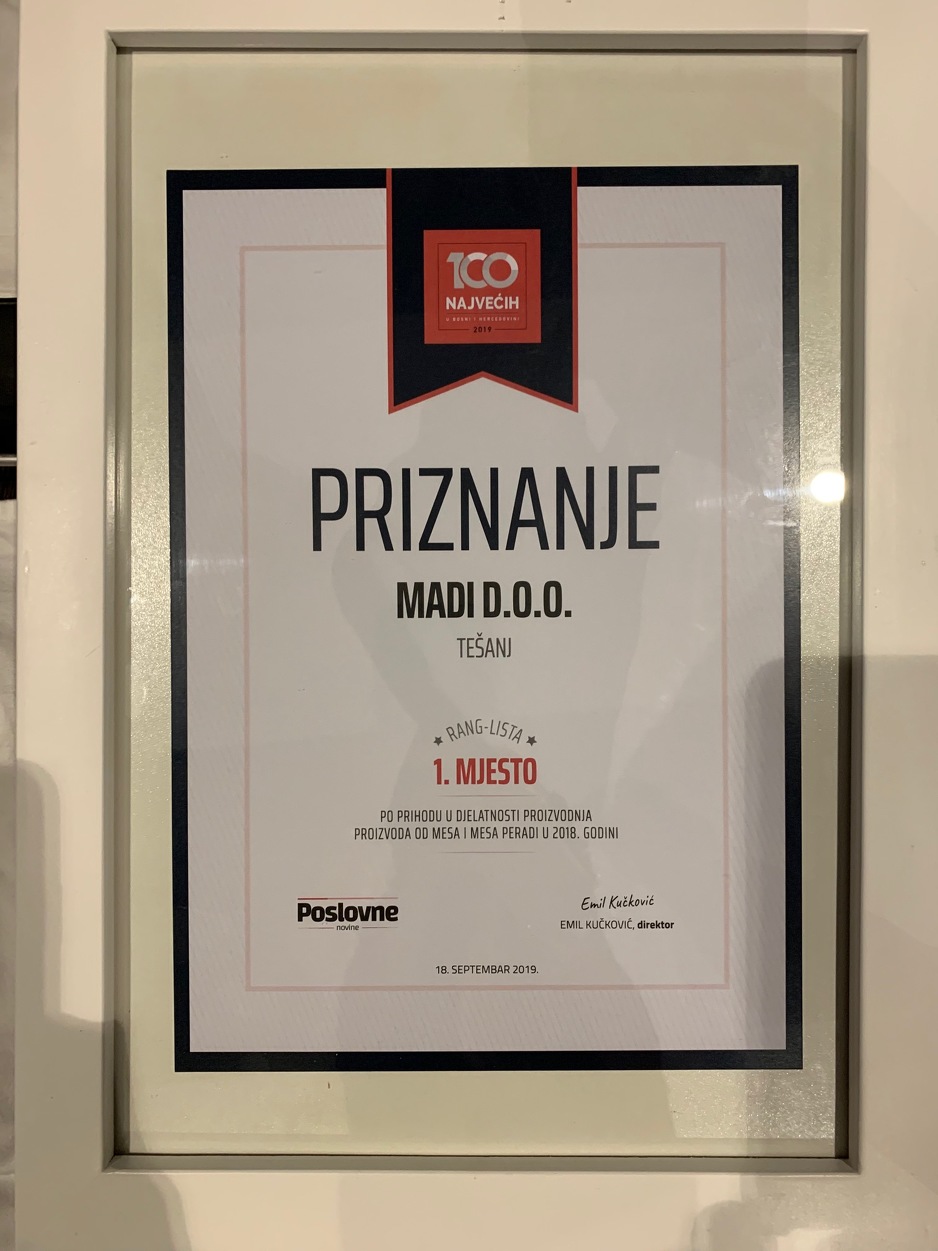 100
NAJVEĆIH
U BOSNI I HERCEGOVINI
2019
PRIZNANJE
MADI D.O.O.
TEŠANJ
RANG-LISTA
1. MJESTO
PO PRIHODU U DJELATNOSTI PROIZVODNJA
PROIZVODA OD MESA I MESA PERADI U 2018. GODINI
Poslovne
novine
Emil Kučković
EMIL KUČKOVIĆ, direktor
18. SEPTEMBAR 2019.